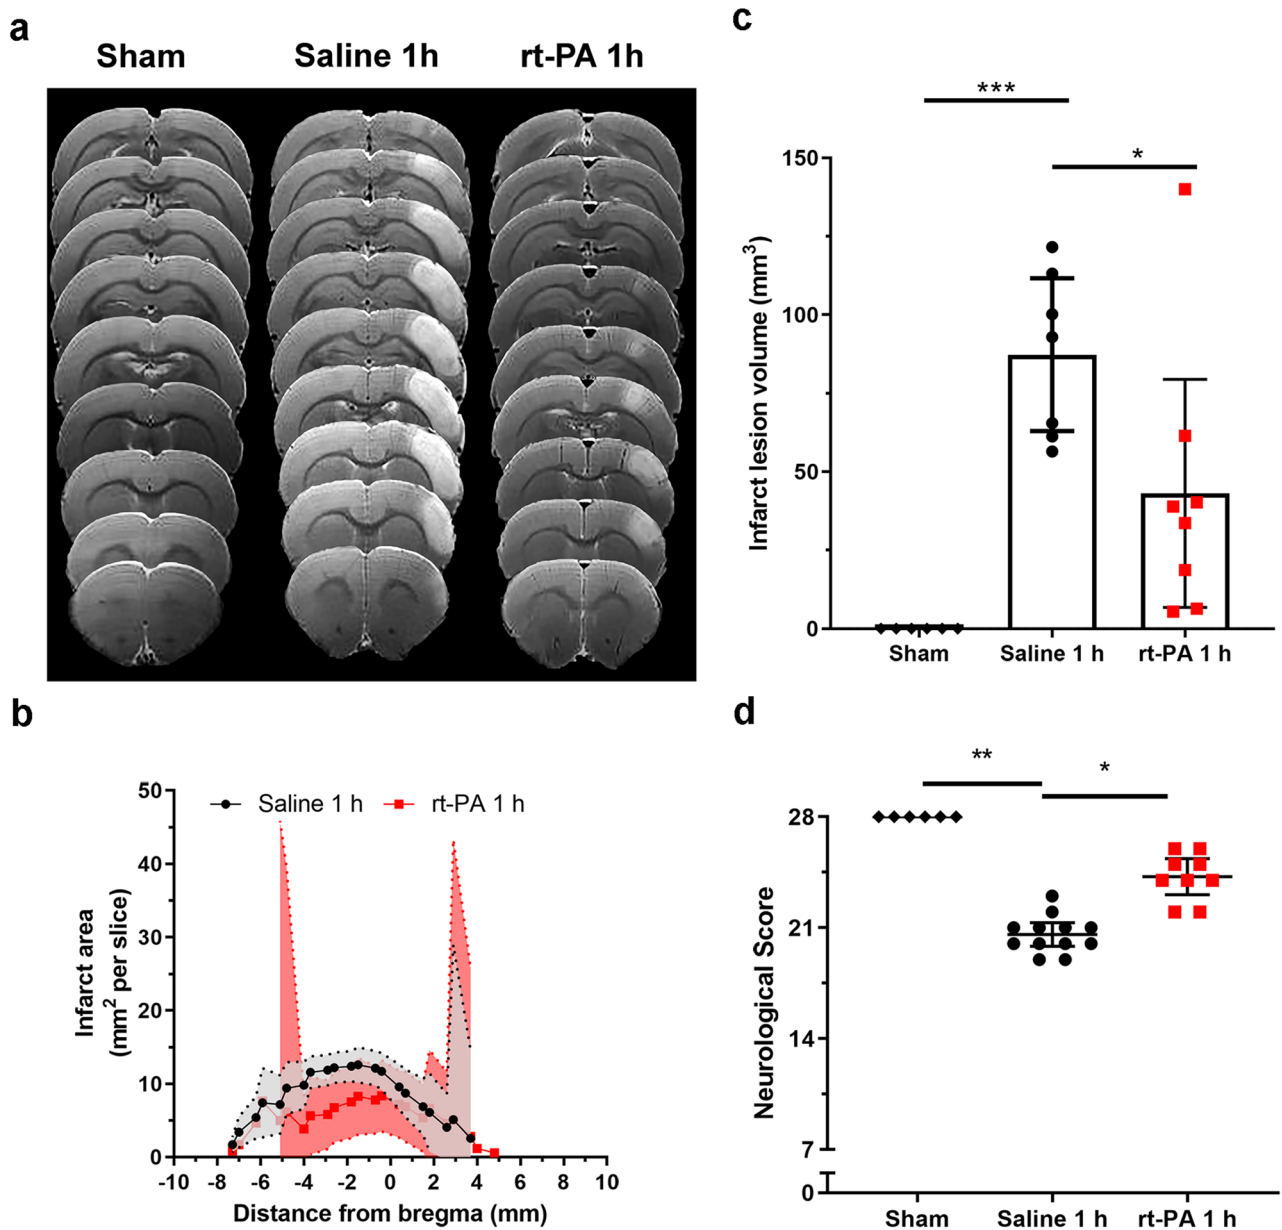 a
Sham Saline 1h rt-PA 1h
b
Saline 1 h rt-PA 1 h
50
40
30
20
10
0
Infarct area
(mm2 per slice)
-10 -8 -6 -4 -2 0 2 4 6 8 10
Distance from bregma (mm)
c
***
*
150
100
50
0
Infarct lesion volume (mm3)
Sham Saline 1 h rt-PA 1 h
d
**
*
28
21
14
7
0
Neurological Score
Sham Saline 1 h rt-PA 1 h